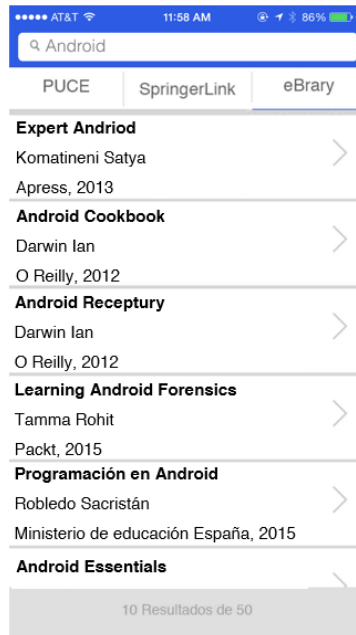 AT&T 11:58 AM 86%
Android
PUCE SpringerLink eBrary
Expert Andriod
Komatineni Satya
Apress, 2013
Android Cookbook
Darwin Ian
O Reilly, 2012
Android Receptury
Darwin Ian
O Reilly, 2012
Learning Android Forensics
Tamma Rohit
Packt, 2015
Programación en Android
Robledo Sacristán
Ministerio de educación España, 2015
Android Essentials
10 Resultados de 50